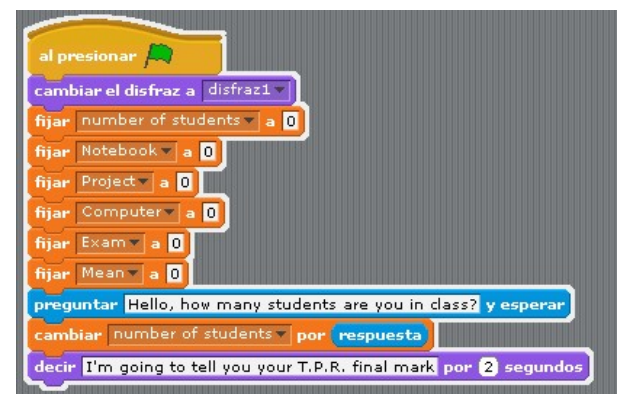 al presionar
cambiar el disfraz a disfraz1
fijar number of students a 0
fijar Notebook a 0
fijar Project a 0
fijar Computer a 0
fijar Exam a 0
fijar Mean a 0
preguntar Hello, how many students are you in class? y esperar
cambiar number of students por respuesta
decir I'm going to tell you your T.P.R. final mark por 2 segundos